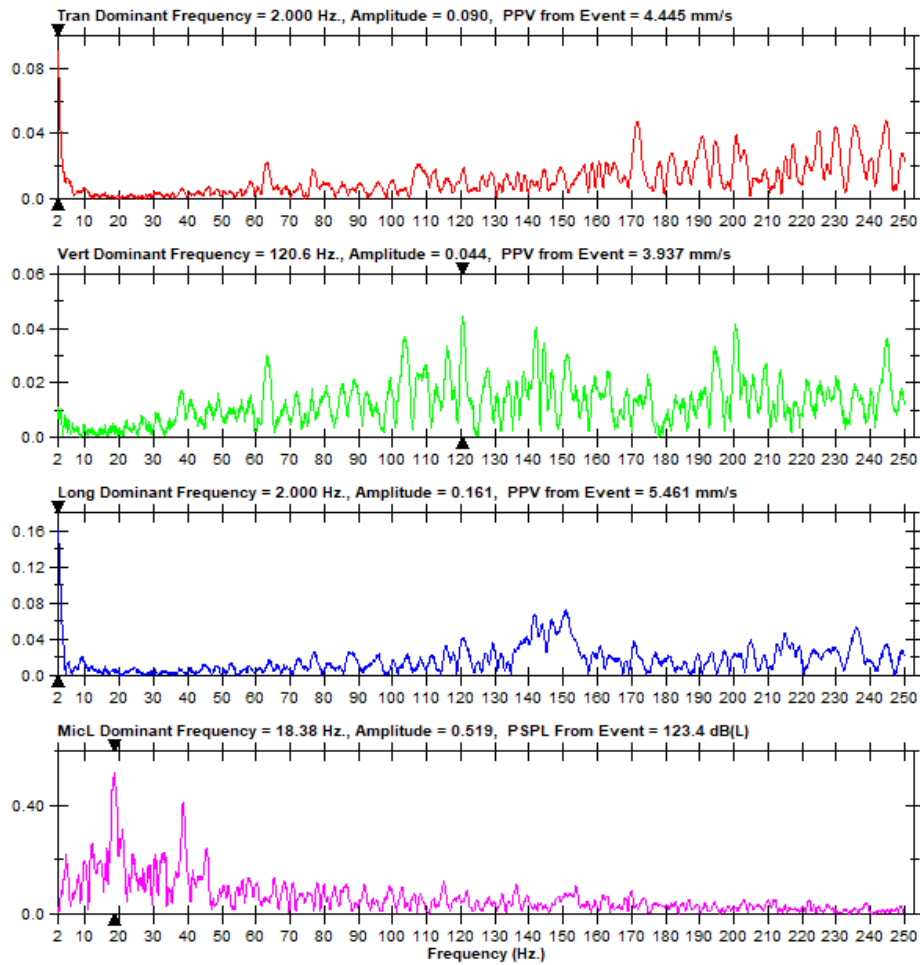 Tran Dominant Frequency = 2.000 Hz., Amplitude = 0.090, PPV from Event = 4.445 mm/s
0.08
0.04
0.0
2 10 20 30 40 50 60 70 80 90 100 110 120 130 140 150 160 170 180 190 200 210 220 230 240 250
Vert Dominant Frequency = 120.6 Hz., Amplitude = 0.044, PPV from Event = 3.937 mm/s
0.06
0.04
0.02
0.0
2 10 20 30 40 50 60 70 80 90 100 110 120 130 140 150 160 170 180 190 200 210 220 230 240 250
Long Dominant Frequency = 2.000 Hz., Amplitude = 0.161, PPV from Event = 5.461 mm/s
0.16
0.12
0.08
0.04
0.0
2 10 20 30 40 50 60 70 80 90 100 110 120 130 140 150 160 170 180 190 200 210 220 230 240 250
MicL Dominant Frequency = 18.38 Hz., Amplitude = 0.519, PSPL From Event = 123.4 dB(L)
0.40
0.0
2 10 20 30 40 50 60 70 80 90 100 110 120 130 140 150 160 170 180 190 200 210 220 230 240 250
Frequency (Hz.)